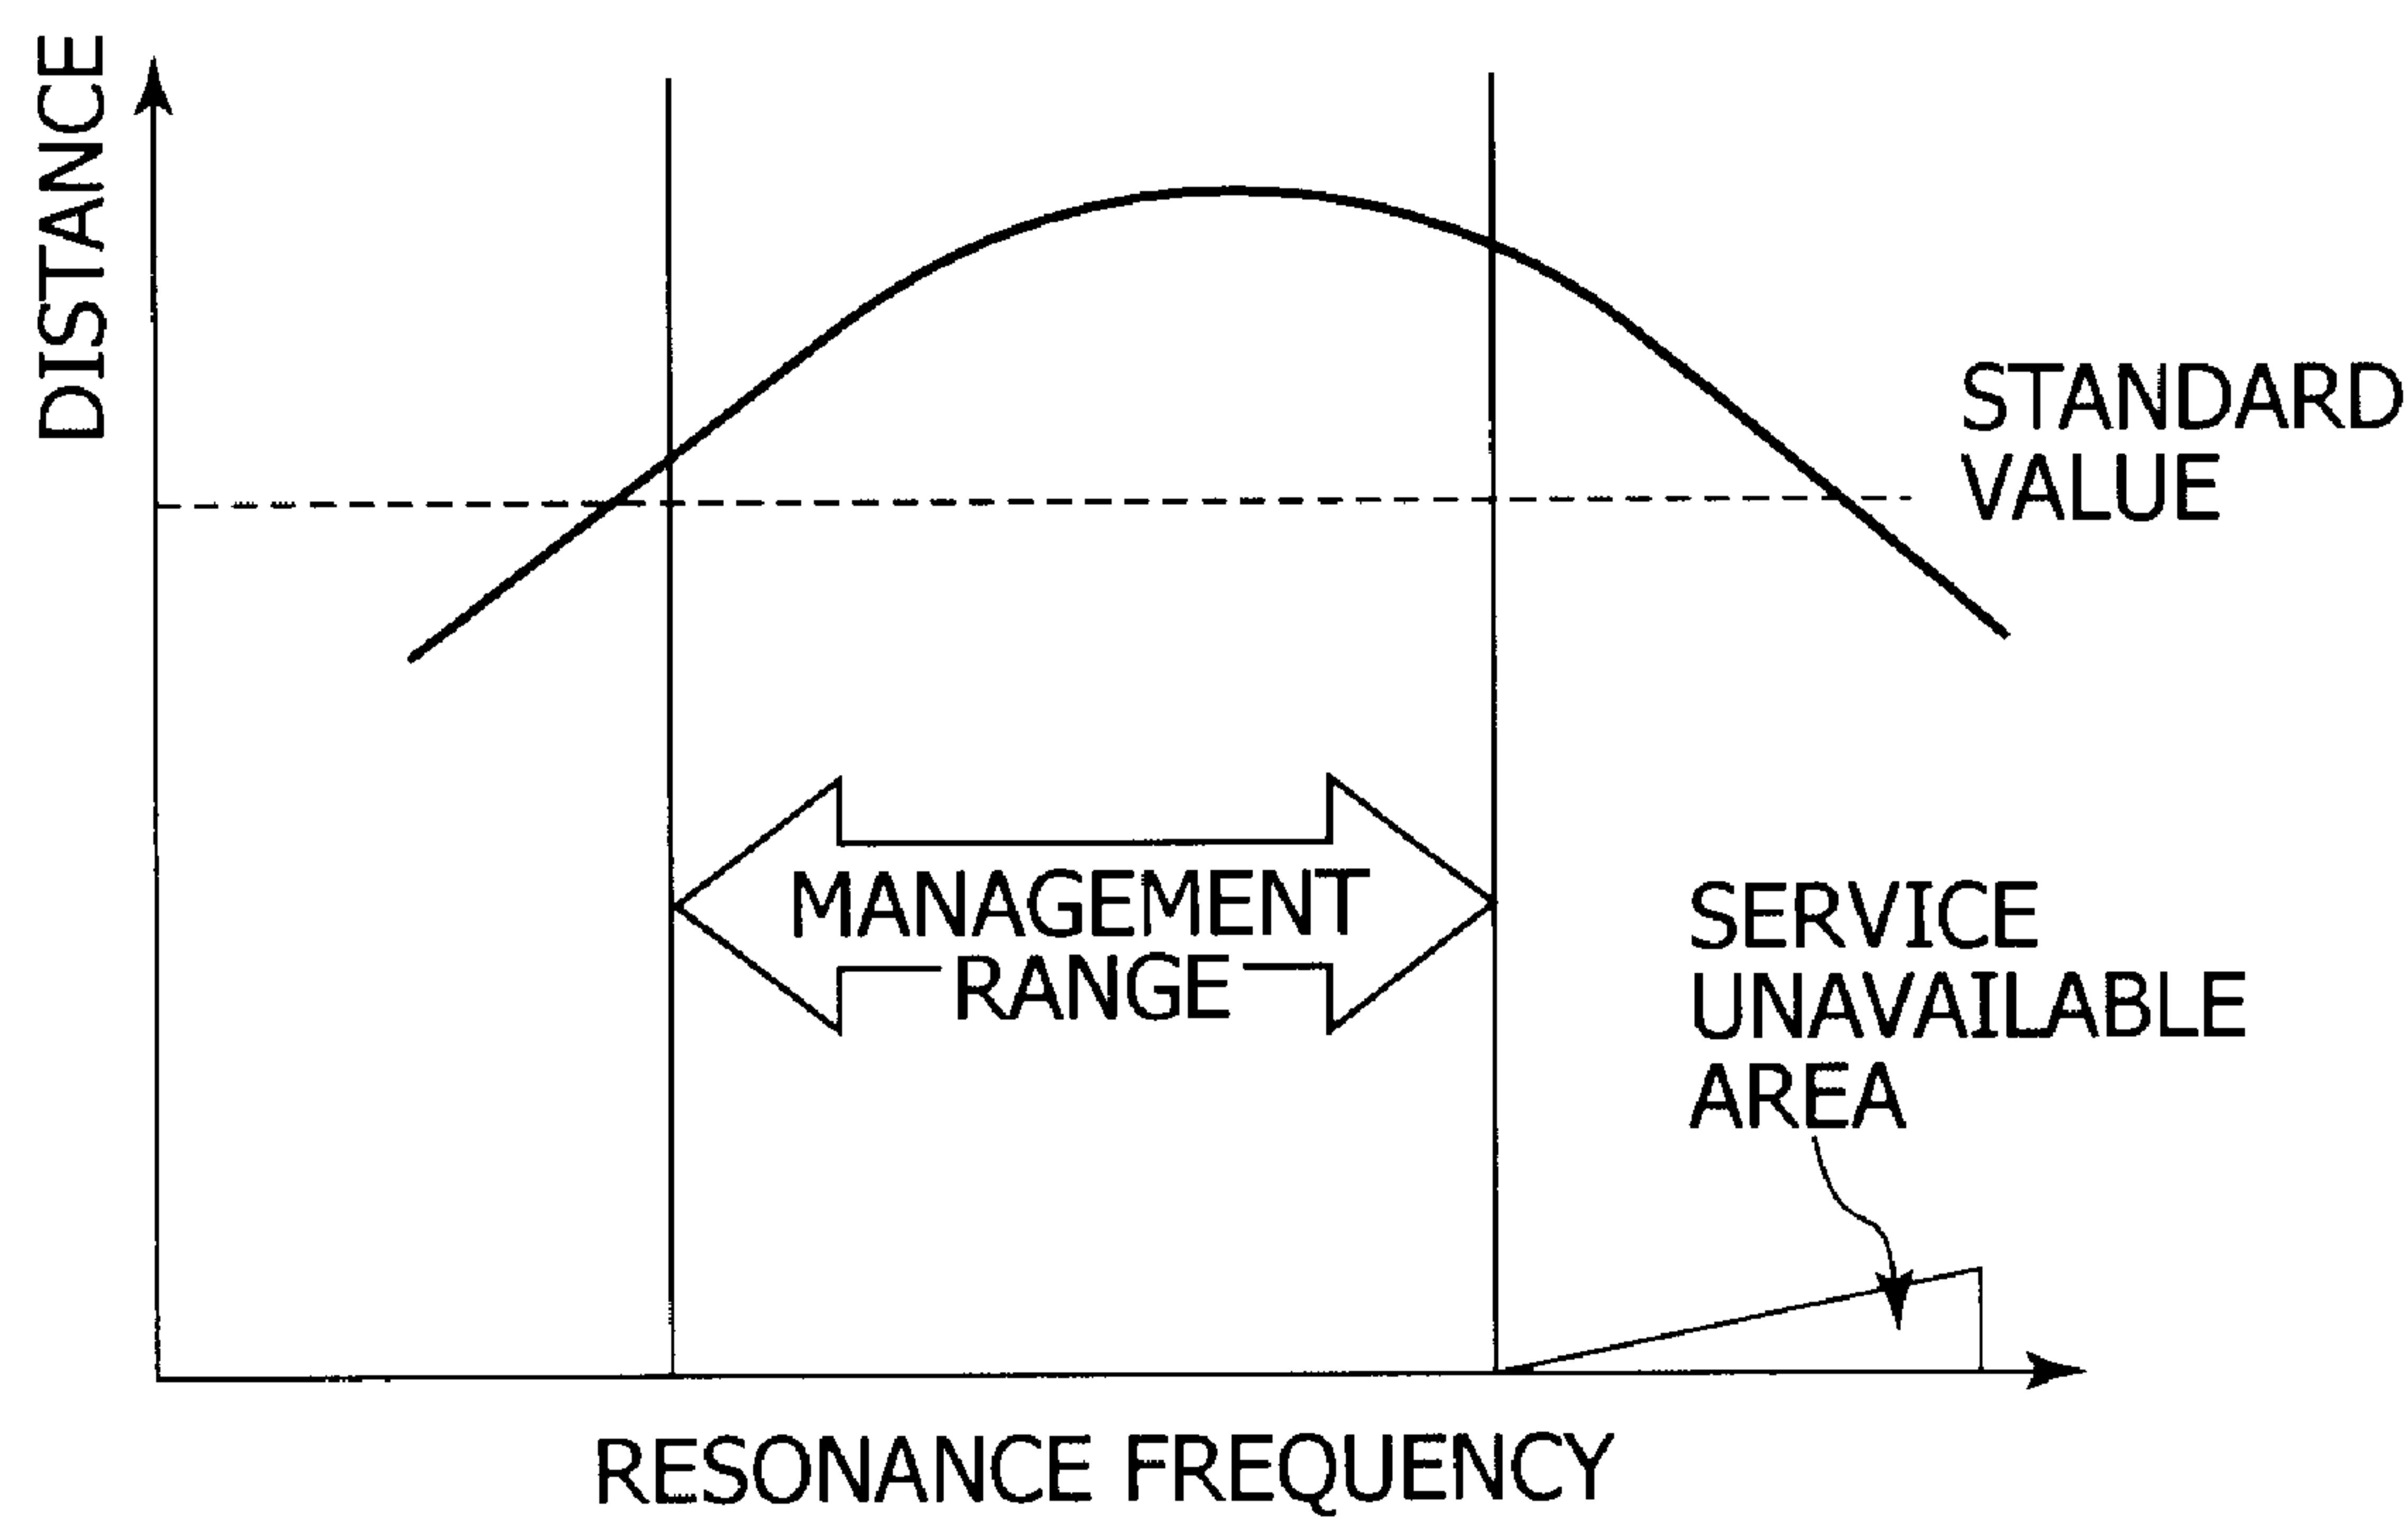 DISTANCE
STANDARD
VALUE
MANAGEMENT
RANGE
SERVICE
UNAVAILABLE
AREA
RESONANCE FREQUENCY